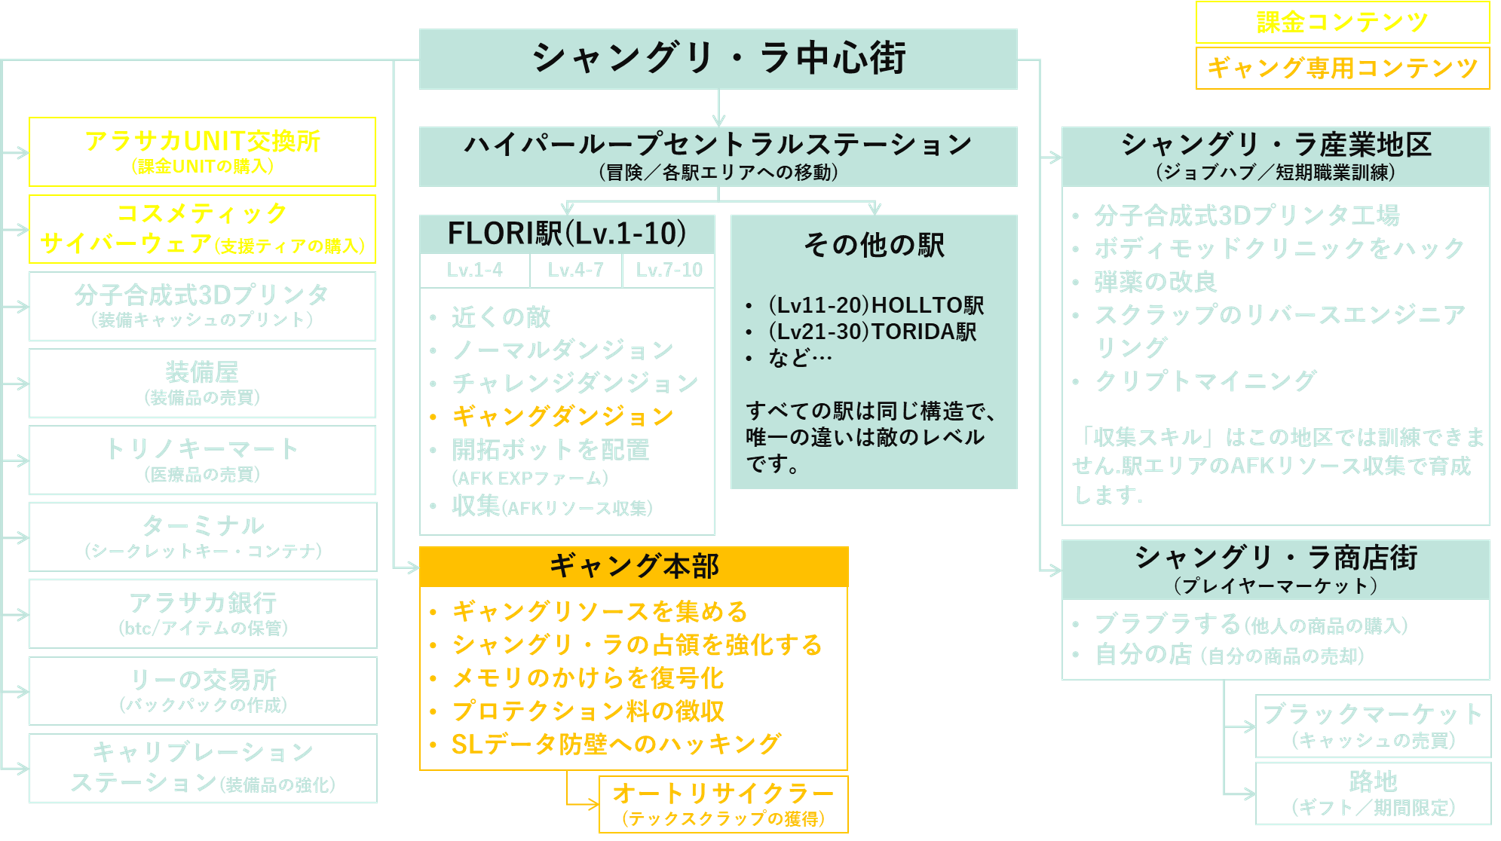 課金コンテンツ
ギャング専用コンテンツ
シャングリ・ラ中心街
アラサカUNIT交換所
(課金UNITの購入)
コスメティック
サイバーウェア(支援ティアの購入)
分子合成式3Dプリンタ
(装備キャッシュのプリント)
装備屋
(装備品の売買)
トリノキーマート
(医療品の売買)
ターミナル
(シークレットキー・コンテナ)
アラサカ銀行
(btc/アイテムの保管)
リーの交易所
(バックパックの作成)
キャリブレーション
ステーション(装備品の強化)
ハイパーループセントラルステーション
(冒険／各駅エリアへの移動)
FLORI駅(Lv.1-10)
Lv.1-4
Lv.4-7
Lv.7-10
• 近くの敵
• ノーマルダンジョン
• チャレンジダンジョン
• ギャングダンジョン
• 開拓ボットを配置
(AFK EXPファーム)
• 収集(AFKリソース収集)
その他の駅
• (Lv11-20)HOLLTO駅
• (Lv21-30)TORIDA駅
• など…
すべての駅は同じ構造で、
唯一の違いは敵のレベル
です。
ギャング本部
• ギャングリソースを集める
• シャングリ・ラの占領を強化する
• メモリのかけらを復号化
• プロテクション料の徴収
• SLデータ防壁へのハッキング
オートリサイクラー
(テックスクラップの獲得)
シャングリ・ラ産業地区
(ジョブハブ／短期職業訓練)
• 分子合成式3Dプリンタ工場
• ボディモッドクリニックをハック
• 弾薬の改良
• スクラップのリバースエンジニア
リング
• クリプトマイニング
「収集スキル」はこの地区では訓練できま
せん.駅エリアのAFKリソース収集で育成
します.
シャングリ・ラ商店街
(プレイヤーマーケット)
• ブラブラする(他人の商品の購入)
• 自分の店 (自分の商品の売却)
ブラックマーケット
(キャッシュの売買)
路地
(ギフト／期間限定)